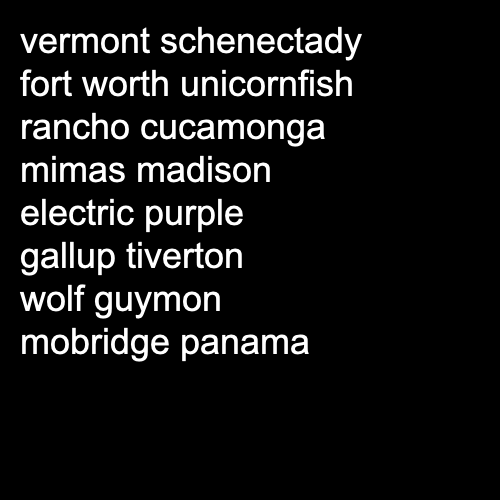 vermont schenectady
fort worth unicornfish
rancho cucamonga
mimas madison
electric purple
gallup tiverton
wolf guymon
mobridge panama